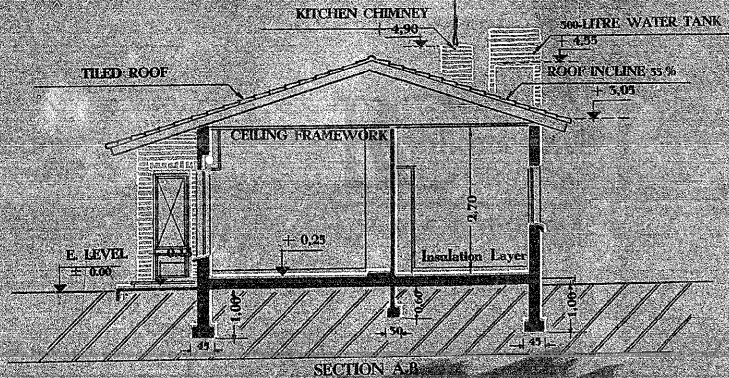 KITCHEN CHIMNEY
+ 4,90
500-LITRE WATER TANK
+ 4,55
TILED ROOF
ROOF INCLINE 35 %
+ 3,05
CEILING FRAMEWORK
2,70
+ 0,25
E. LEVEL
± 0.00
Insulation Layer
1,00
0,60
1,00
45
50
45
SECTION A.B